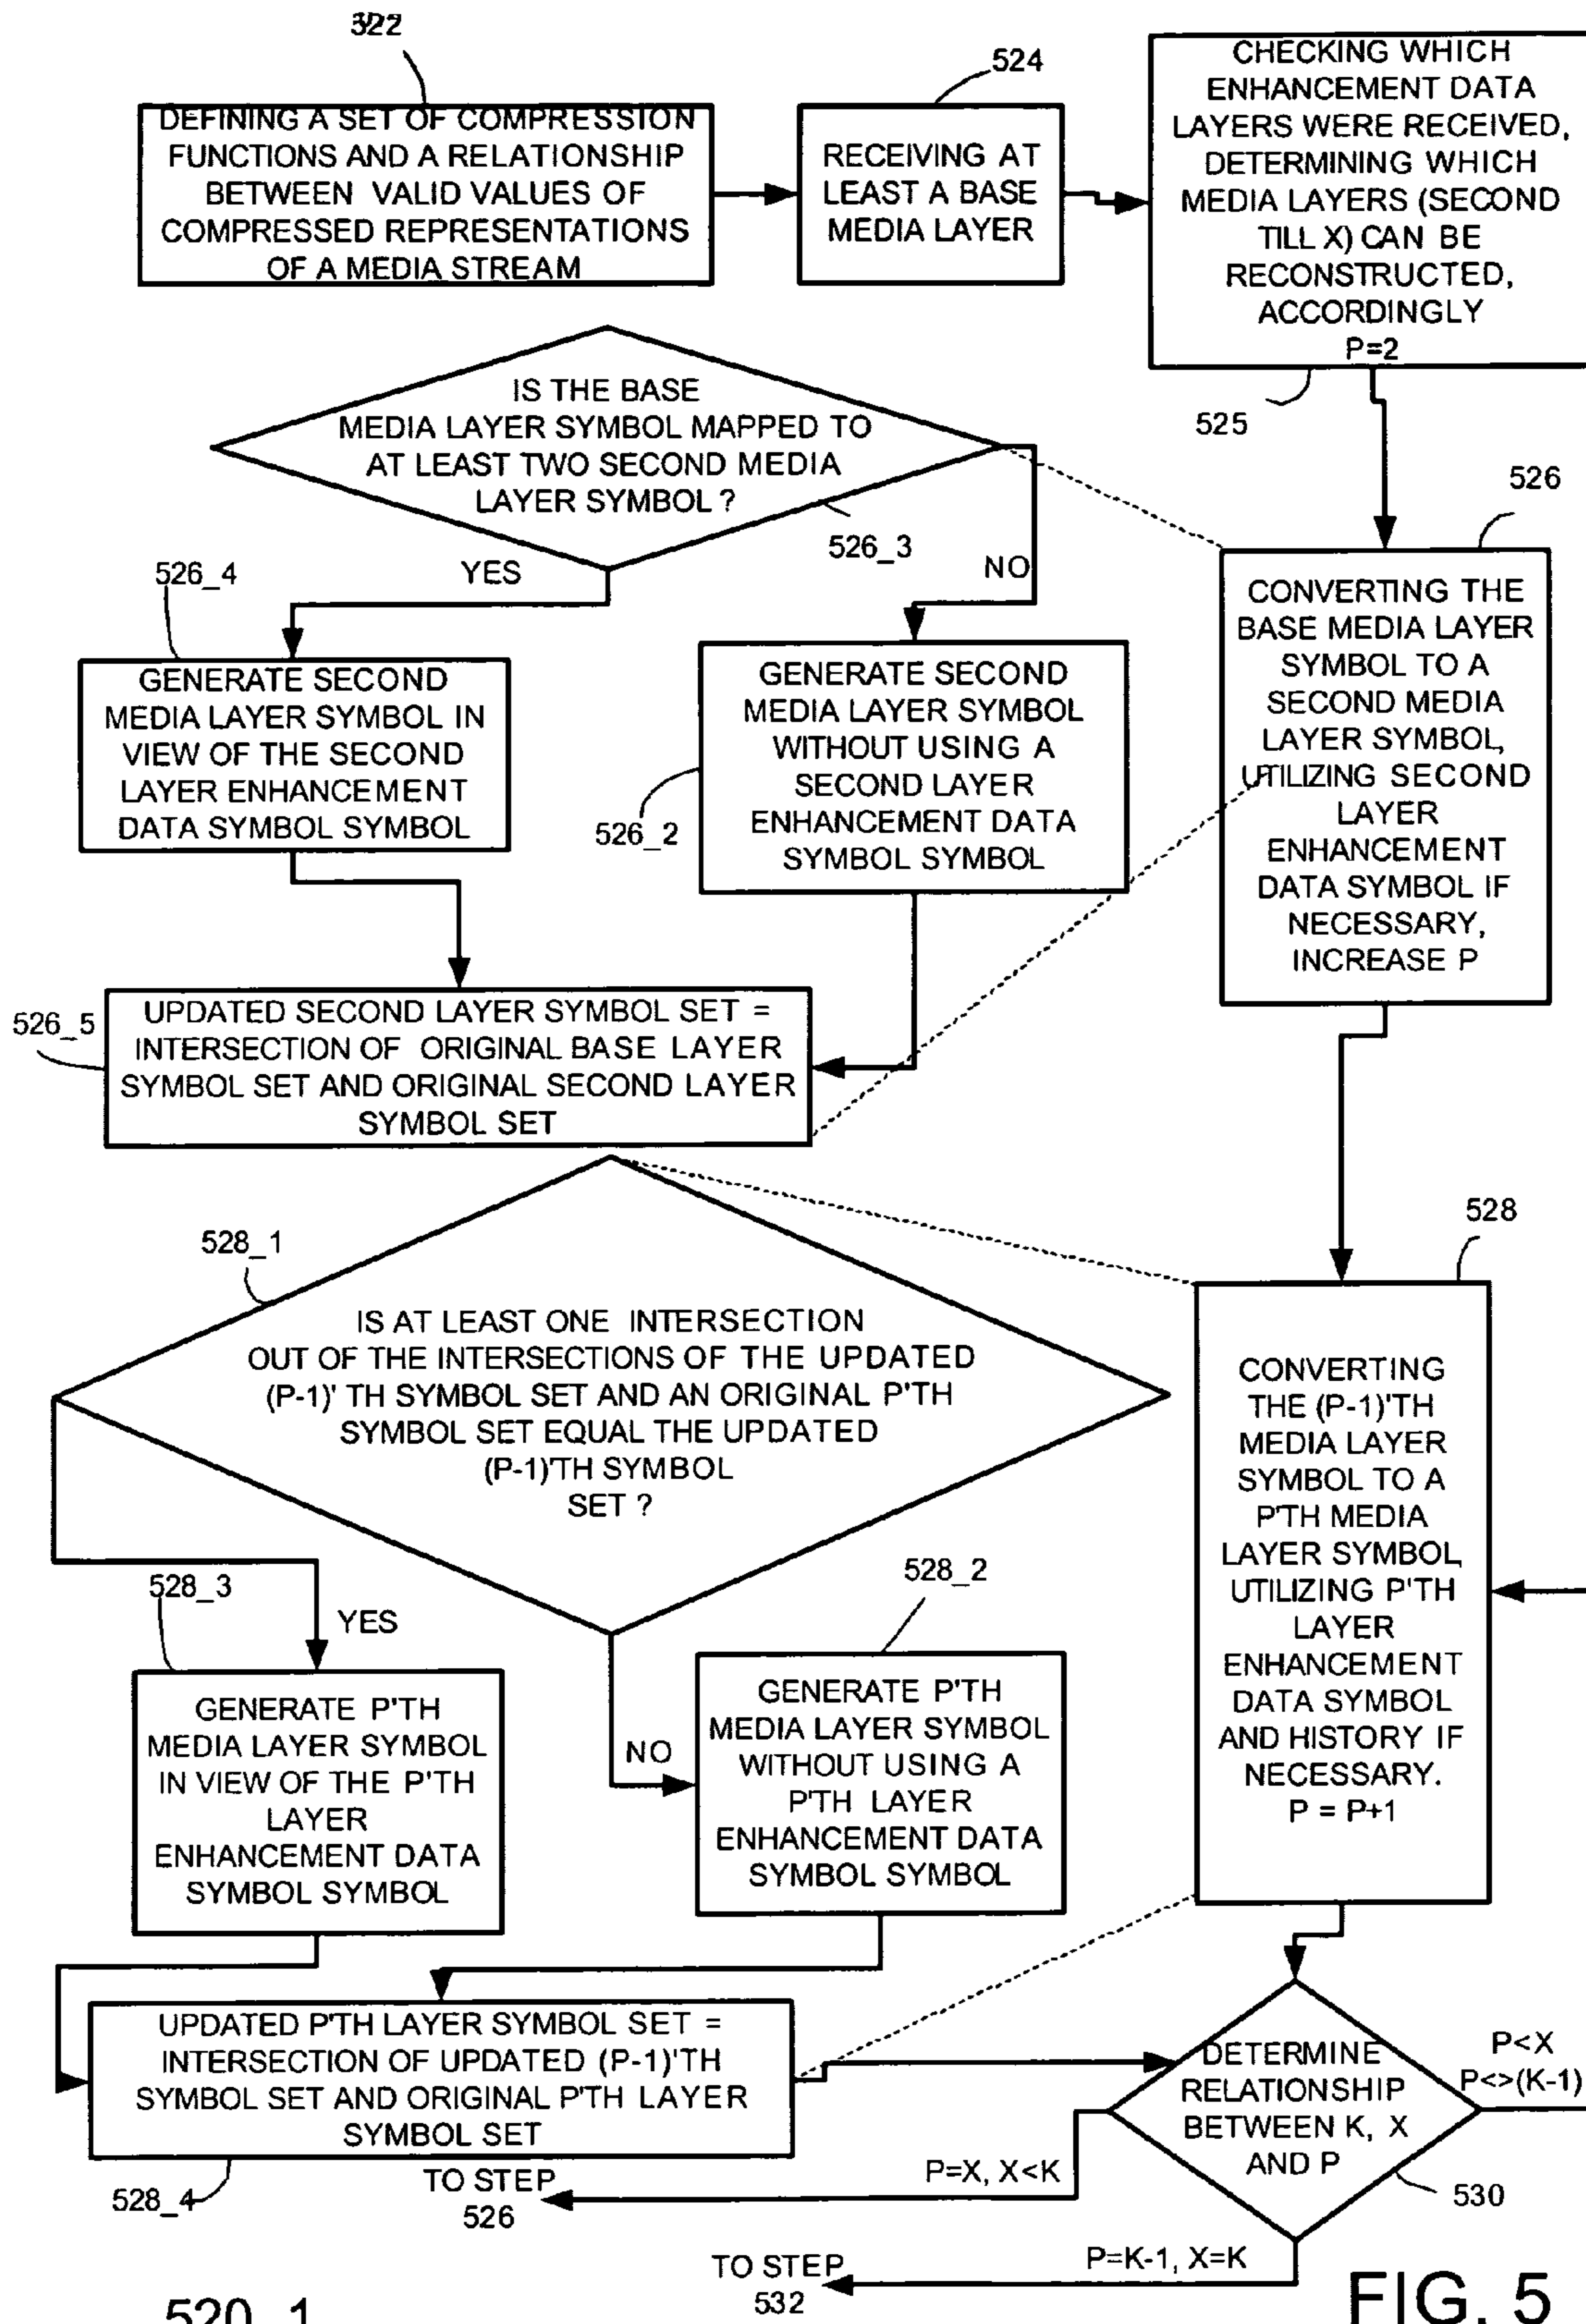 322
DEFINING A SET OF COMPRESSION
FUNCTIONS AND A RELATIONSHIP
BETWEEN VALID VALUES OF
COMPRESSED REPRESENTATIONS
OF A MEDIA STREAM
524
RECEIVING AT
LEAST A BASE
MEDIA LAYER
CHECKING WHICH
ENHANCEMENT DATA
LAYERS WERE RECEIVED,
DETERMINING WHICH
MEDIA LAYERS (SECOND
TILL X) CAN BE
RECONSTRUCTED,
ACCORDINGLY
P=2
525
IS THE BASE
MEDIA LAYER SYMBOL MAPPED TO
AT LEAST TWO SECOND MEDIA
LAYER SYMBOL ?
526_3
YES
NO
526_4
GENERATE SECOND
MEDIA LAYER SYMBOL IN
VIEW OF THE SECOND
LAYER ENHANCEMENT
DATA SYMBOL SYMBOL
526_2
GENERATE SECOND
MEDIA LAYER SYMBOL
WITHOUT USING A
SECOND LAYER
ENHANCEMENT DATA
SYMBOL SYMBOL
526
CONVERTING THE
BASE MEDIA LAYER
SYMBOL TO A
SECOND MEDIA
LAYER SYMBOL,
UTILIZING SECOND
LAYER
ENHANCEMENT
DATA SYMBOL IF
NECESSARY,
INCREASE P
526_5
UPDATED SECOND LAYER SYMBOL SET =
INTERSECTION OF ORIGINAL BASE LAYER
SYMBOL SET AND ORIGINAL SECOND LAYER
SYMBOL SET
528_1
IS AT LEAST ONE INTERSECTION
OUT OF THE INTERSECTIONS OF THE UPDATED
(P-1)' TH SYMBOL SET AND AN ORIGINAL P'TH
SYMBOL SET EQUAL THE UPDATED
(P-1)'TH SYMBOL
SET ?
528
CONVERTING
THE (P-1)'TH
MEDIA LAYER
SYMBOL TO A
P'TH MEDIA
LAYER SYMBOL,
UTILIZING P'TH
LAYER
ENHANCEMENT
DATA SYMBOL
AND HISTORY IF
NECESSARY.
P = P+1
528_3
YES
GENERATE P'TH
MEDIA LAYER SYMBOL
IN VIEW OF THE P'TH
LAYER
ENHANCEMENT DATA
SYMBOL SYMBOL
528_2
NO
GENERATE P'TH
MEDIA LAYER SYMBOL
WITHOUT USING A
P'TH LAYER
ENHANCEMENT DATA
SYMBOL SYMBOL
UPDATED P'TH LAYER SYMBOL SET =
INTERSECTION OF UPDATED (P-1)'TH
SYMBOL SET AND ORIGINAL P'TH LAYER
SYMBOL SET
528_4
DETERMINE
RELATIONSHIP
BETWEEN K, X
AND P
530
P<X
P<>(K-1)
P=X, X<K
TO STEP
526
P=K-1, X=K
TO STEP
532
520_1
FIG. 5